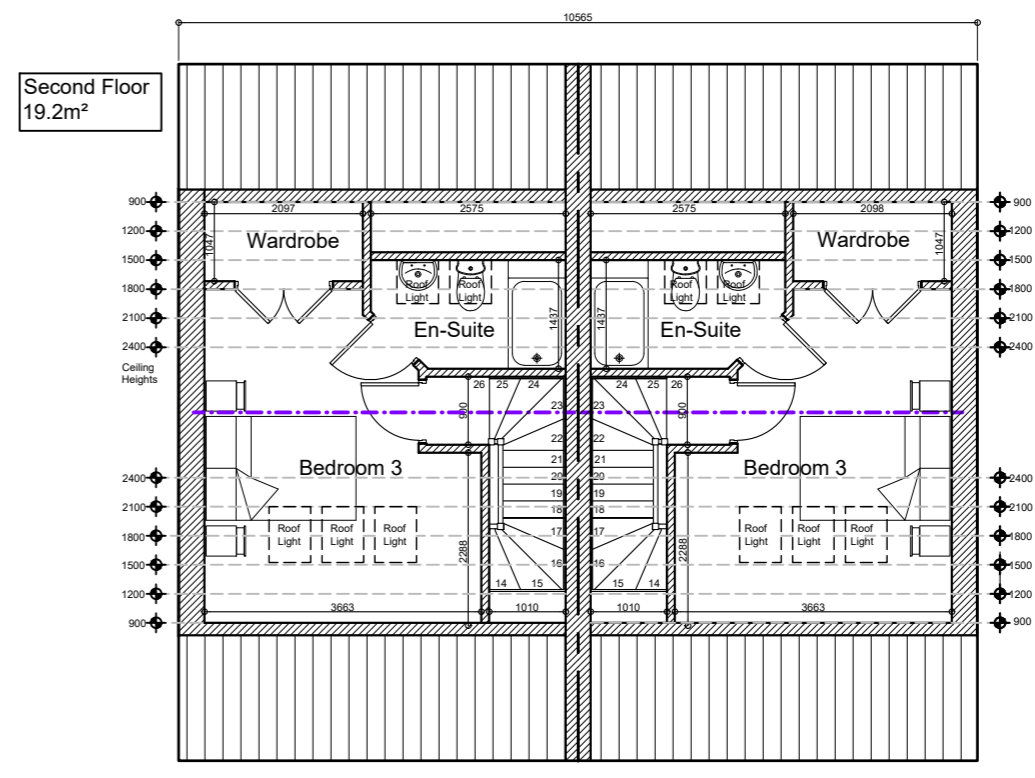 10565
Second Floor
19.2m²
900 2097 2575 2575 2098 900
1200 1200
Wardrobe Wardrobe
1047 1047
1500 1500
1800 Roof Light Roof Light Roof Light Roof Light 1800
2100 2100
En-Suite 1437 1437 En-Suite
2400 2400
Ceiling
Heights
26 25 24 24 25 26
900 23 23 900
22 22
21 21
Bedroom 3 Bedroom 3
2400 20 20 2400
19 19
2100 18 18 2100
Roof Roof Roof 17 17 Roof Roof Roof
1800 Light Light Light Light Light Light 1800
2288 2288
1500 16 16 1500
14 15 15 14
1200 1200
3663 1010 1010 3663
900 900